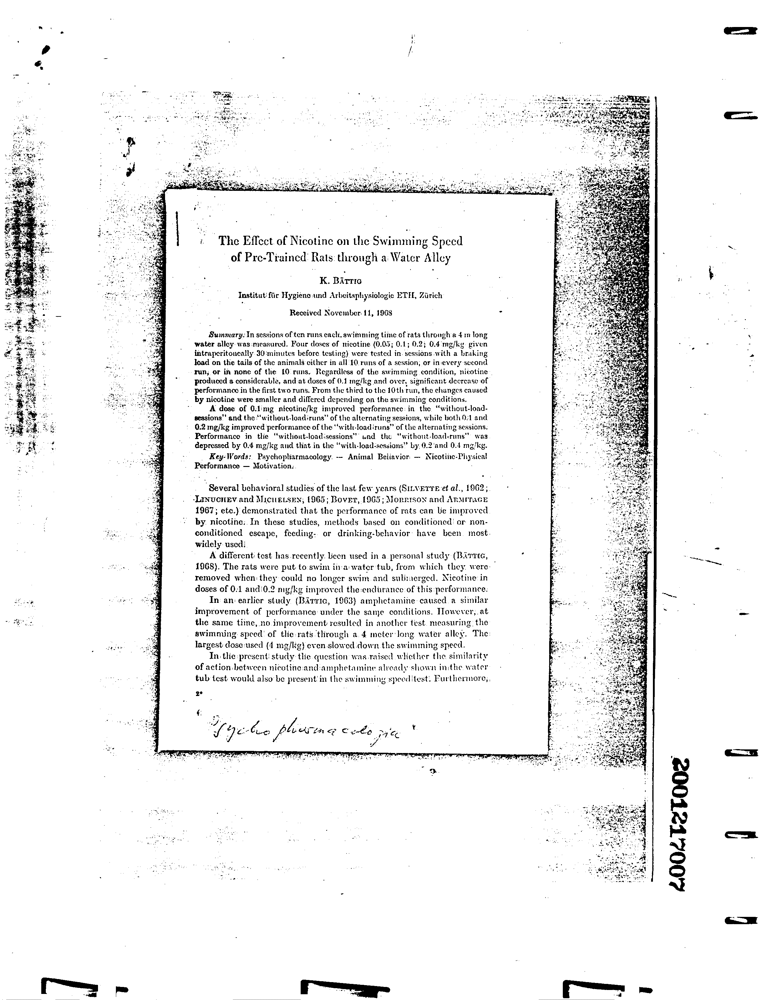 The Effect of Nicotine on the Swimming Speed
of Pre-Trained Rats through a Water Alley
K. BÄTTIG
Institut für Hygiene und Arbeitsphysiologie ETH, Zürich
Received November 11, 1968
Summary. In sessions of ten runs each, swimming time of rats through a 4 m long
water alley was measured. Four doses of nicotine (0.05; 0.1; 0.2; 0.4 mg/kg given
intraperitoneally 30 minutes before testing) were tested in sessions with a braking
load on the tails of the animals either in all 10 runs of a session, or in every second
run, or in none of the 10 runs. Regardless of the swimming condition, nicotine
produced a considerable, and at doses of 0.1 mg/kg and over, significant decrease of
performance in the first two runs. From the third to the 10th run, the changes caused
by nicotine were smaller and differed depending on the swimming conditions.
A dose of 0.1 mg nicotine/kg improved performance in the "without-load-
sessions" and the "without-load-runs" of the alternating sessions, while both 0.1 and
0.2 mg/kg improved performance of the "with-load-runs" of the alternating sessions.
Performance in the "without-load-sessions" and the "without-load-runs" was
depressed by 0.4 mg/kg and that in the "with-load-sessions" by 0.2 and 0.4 mg/kg.
Key-Words: Psychopharmacology — Animal Behavior — Nicotine-Physical
Performance — Motivation.
Several behavioral studies of the last few years (SILVETTE et al., 1962;
LINUCHEV and MICHELSEN, 1965; BOVET, 1965; MORRISON and ARMITAGE
1967; etc.) demonstrated that the performance of rats can be improved
by nicotine. In these studies, methods based on conditioned or non-
conditioned escape, feeding- or drinking-behavior have been most
widely used.
A different test has recently been used in a personal study (BÄTTIG,
1968). The rats were put to swim in a water tub, from which they were
removed when they could no longer swim and submerged. Nicotine in
doses of 0.1 and 0.2 mg/kg improved the endurance of this performance.
In an earlier study (BÄTTIG, 1963) amphetamine caused a similar
improvement of performance under the same conditions. However, at
the same time, no improvement resulted in another test measuring the
swimming speed of the rats through a 4 meter long water alley. The
largest dose used (4 mg/kg) even slowed down the swimming speed.
In the present study the question was raised whether the similarity
of action between nicotine and amphetamine already shown in the water
tub test would also be present in the swimming speed test. Furthermore,
2*
Psychopharmacologia
2001217007